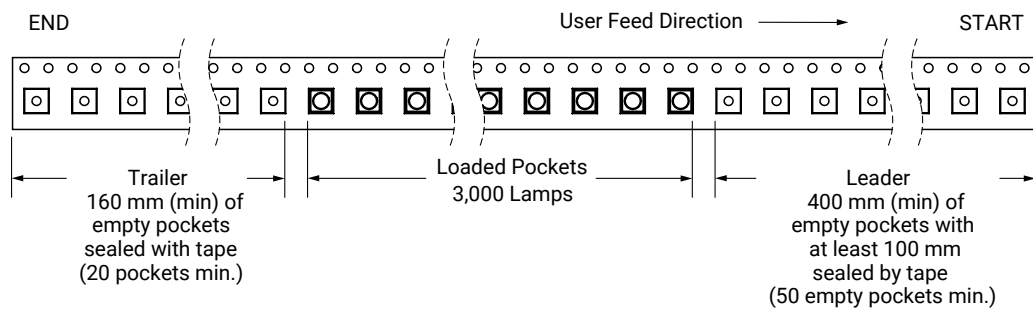 END
User Feed Direction
START
Trailer
160 mm (min) of
empty pockets
sealed with tape
(20 pockets min.)
Loaded Pockets
3,000 Lamps
Leader
400 mm (min) of
empty pockets with
at least 100 mm
sealed by tape
(50 empty pockets min.)